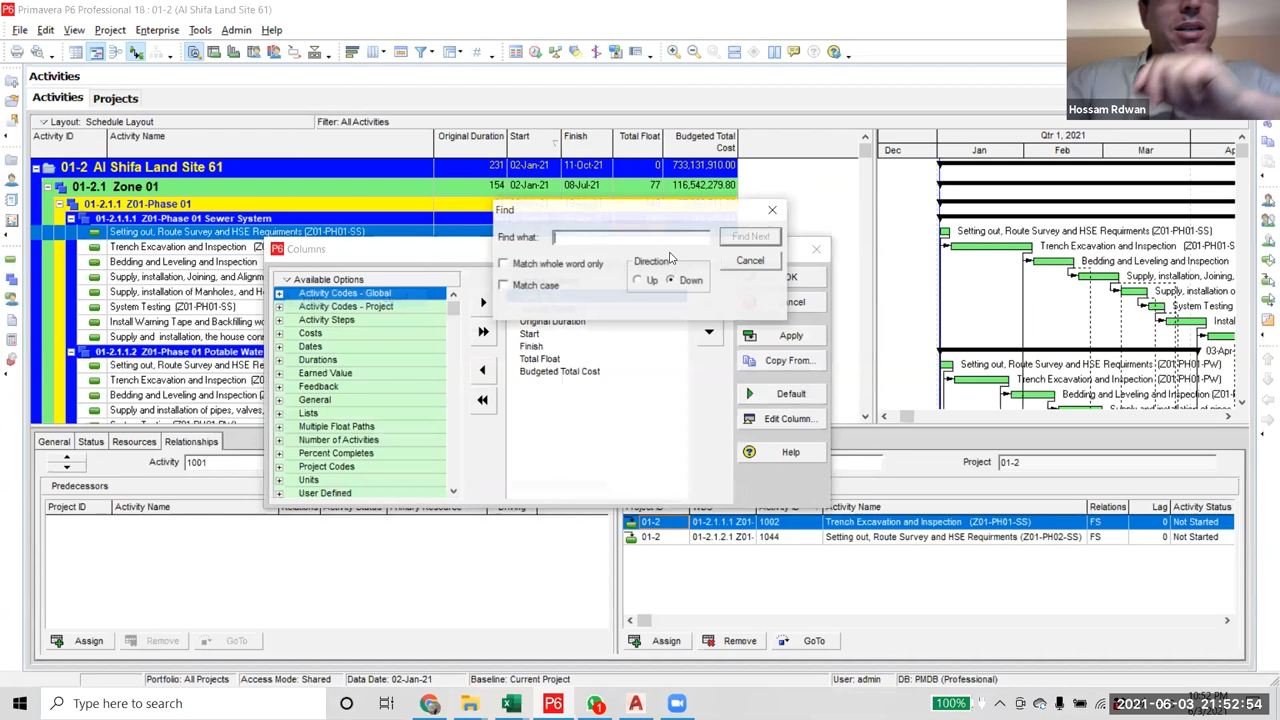 Primavera P6 Professional 18 : 01-2 (Al Shifa Land Site 61)
File Edit View Project Enterprise Tools Admin Help
Hossam Rdwan
Activities
Activities Projects
Layout: Schedule Layout Filter: All Activities
Activity ID Activity Name Original Duration Start Finish Total Float Budgeted Total Cost
Qtr 1, 2021
Dec Jan Feb Mar
01-2 Al Shifa Land Site 61 231 02-Jan-21 11-Oct-21 0 733,131,910.00
01-2.1 Zone 01 154 02-Jan-21 08-Jul-21 77 116,542,279.80
01-2.1.1 Z01-Phase 01
01-2.1.1.1 Z01-Phase 01 Sewer System
Setting out, Route Survey and HSE Requirments (Z01-PH01-SS)
Trench Excavation and Inspection
Bedding and Leveling and Inspection
Supply, installation, Joining, and Alignment
System Testing (Z01-PH01-SS)
Install Warning Tape and Backfilling wo
Supply and installation, the house con
01-2.1.1.2 Z01-Phase 01 Potable Wate
Setting out, Route Survey and HSE Req
Trench Excavation and Inspection (Z0
Bedding and Leveling and Inspection
Supply and installation of pipes, valves,
Setting out, Route Survey and HSE Requirments (Z01-PH01-SS)
Trench Excavation and Inspection (Z01
Bedding and Leveling and Inspe
Supply, installation, Joinin
Supply, installation, o
System Testing (Z
Instal
03-Apr
Setting out, Route Survey and HSE Requirments (Z01-PH01-PW)
Trench Excavation and Inspection (Z01-PH01-PW)
Bedding and Leveling and Inspection
Find
Find what:
Find Next
Match whole word only
Match case
Direction
Up Down
Cancel
Columns
Available Options
Activity Codes - Global
Activity Codes - Project
Activity Steps
Costs
Dates
Durations
Earned Value
Feedback
General
Lists
Multiple Float Paths
Number of Activities
Percent Completes
Project Codes
Units
User Defined
Original Duration
Start
Finish
Total Float
Budgeted Total Cost
OK
Cancel
Apply
Copy From...
Default
Edit Column...
Help
General Status Resources Relationships
Activity 1001
Project 01-2
Predecessors
Project ID Activity Name
Activity Name Relations Lag Activity Status
01-2 01-2.1.1.1 Z01- 1002 Trench Excavation and Inspection (Z01-PH01-SS) FS 0 Not Started
01-2 01-2.1.2.1 Z01- 1044 Setting out, Route Survey and HSE Requirments (Z01-PH02-SS) FS 0 Not Started
Assign Remove GoTo
Assign Remove GoTo
Portfolio: All Projects Access Mode: Shared Data Date: 02-Jan-21 Baseline: Current Project User: admin DB: PMDB (Professional)
Type here to search
100%
2021-06-03 21:52:54